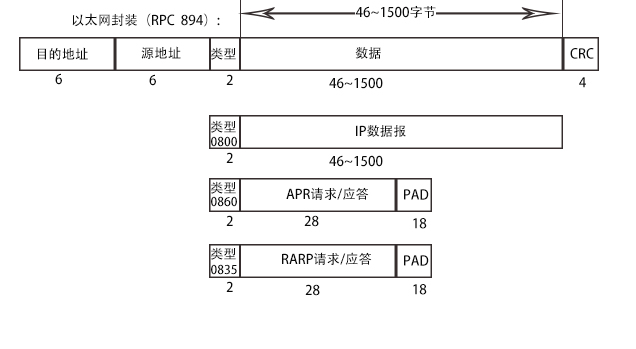 以太网封装（RPC 894）:
46~1500字节
目的地址 源地址 类型 数据 CRC
6 6 2 46~1500 4
类型 0800 IP数据报
2 46~1500
类型 0860 APR请求/应答 PAD
2 28 18
类型 0835 RARP请求/应答 PAD
2 28 18